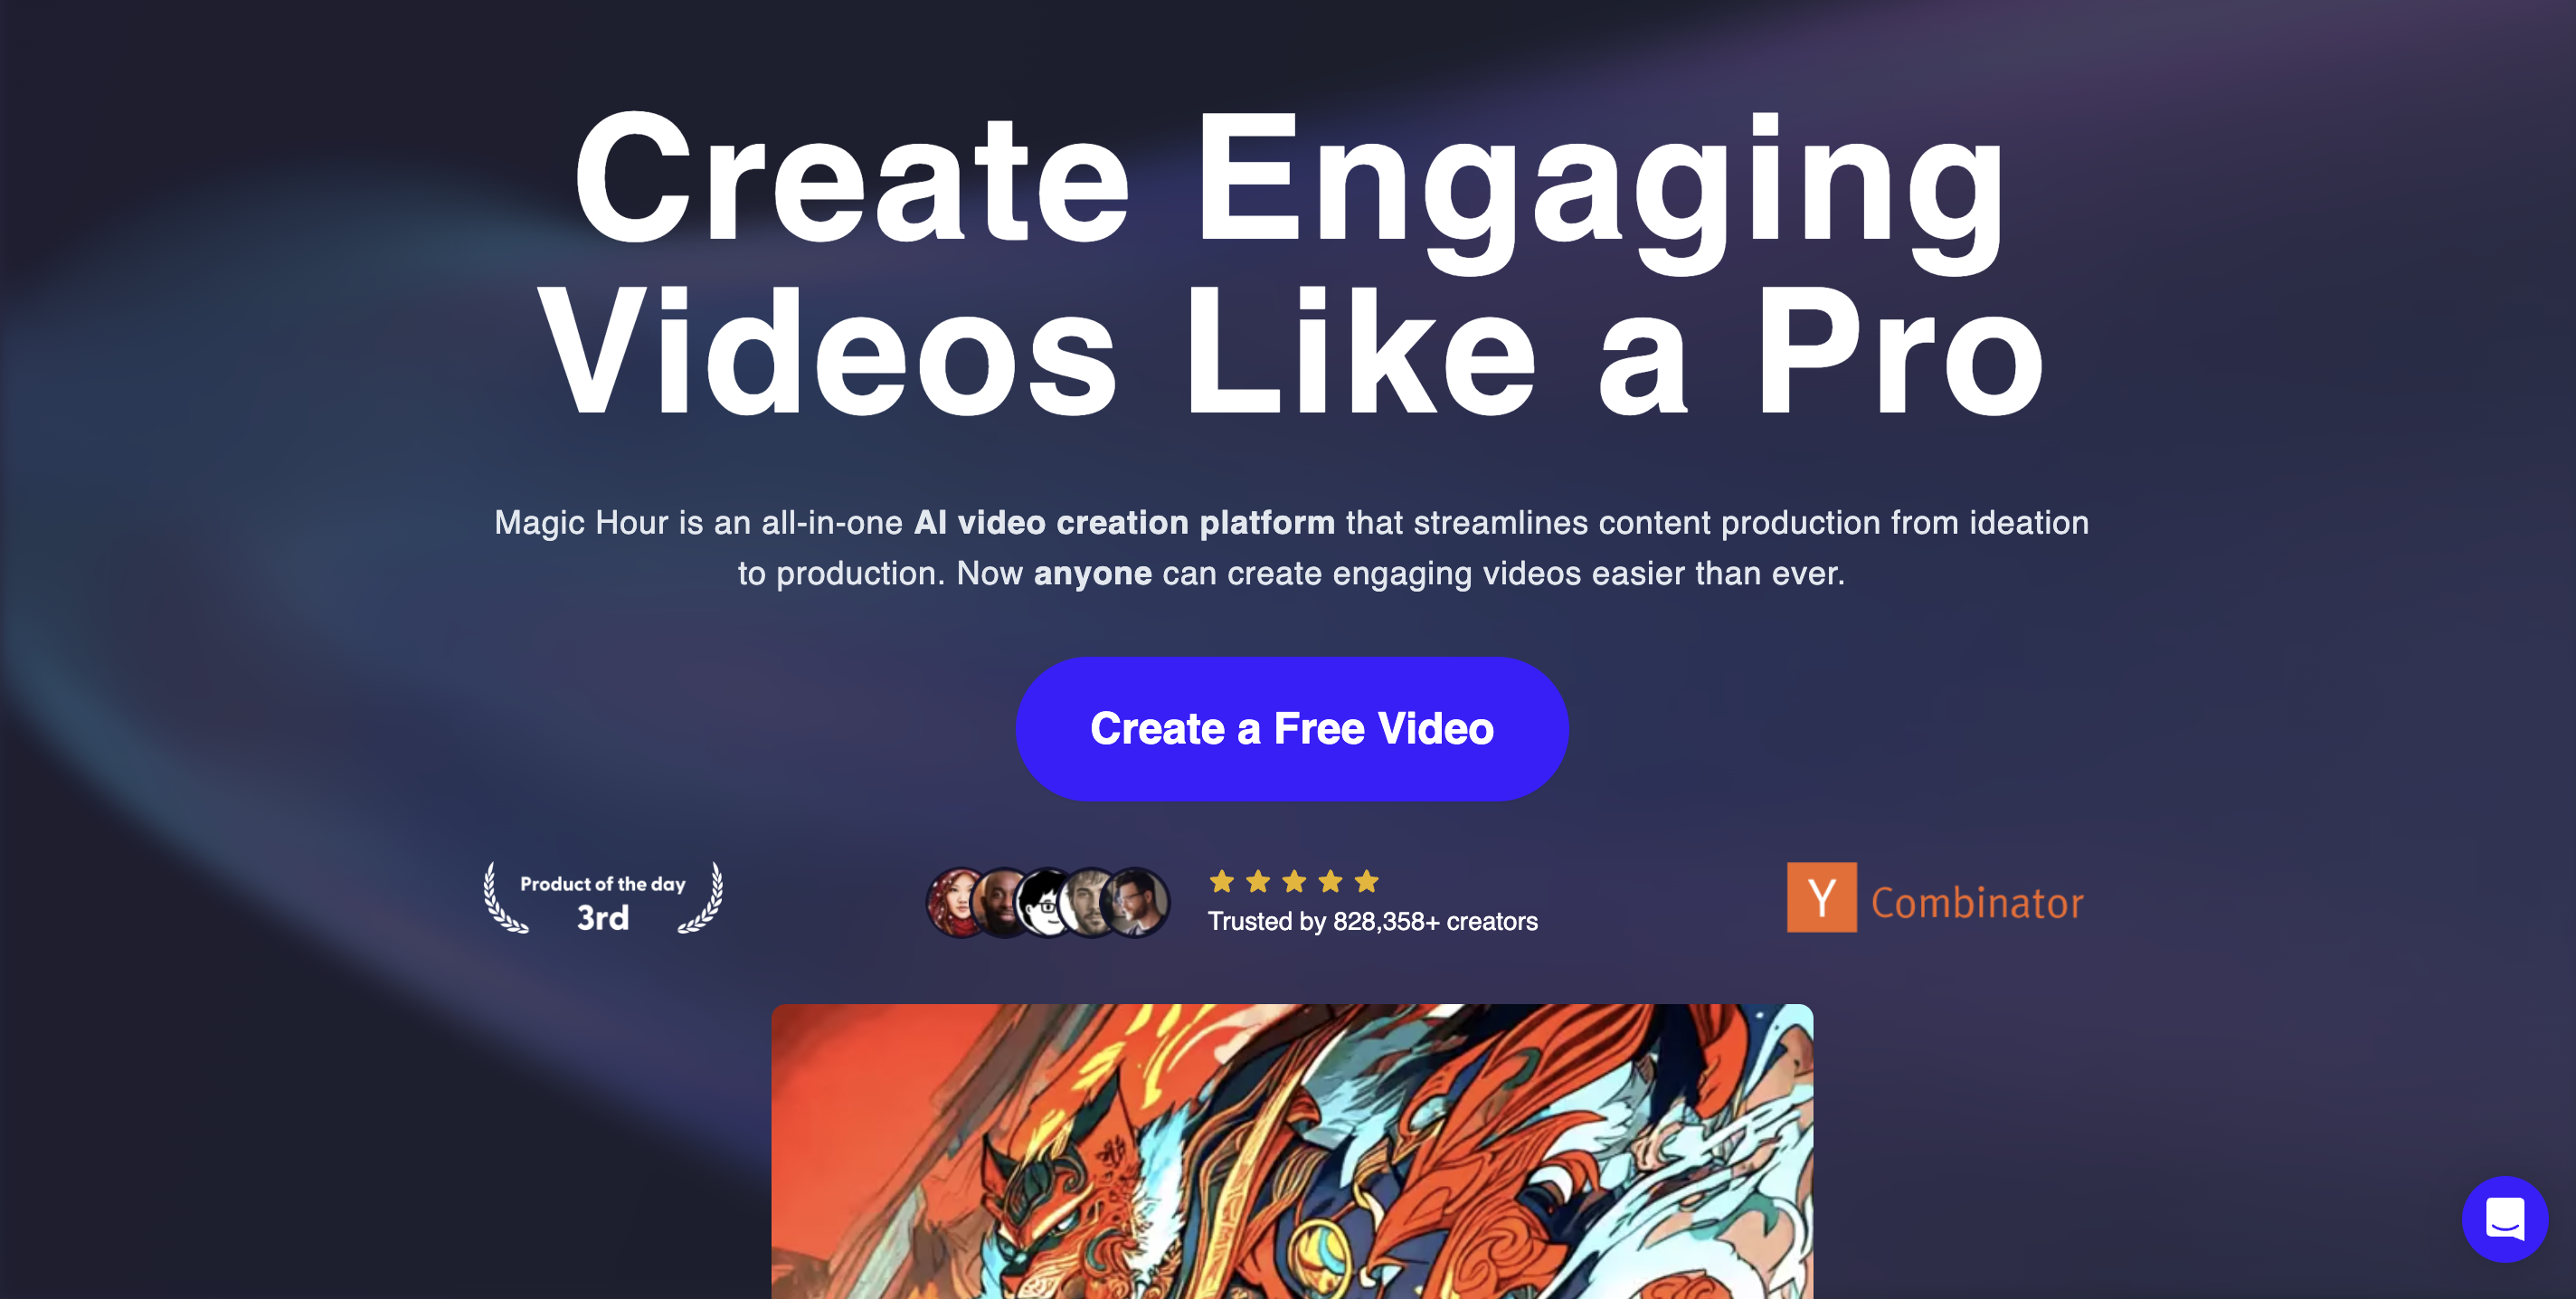 Create Engaging
Videos Like a Pro
Magic Hour is an all-in-one AI video creation platform that streamlines content production from ideation
to production. Now anyone can create engaging videos easier than ever.
Create a Free Video
Product of the day
3rd
Trusted by 828,358+ creators
Y Combinator